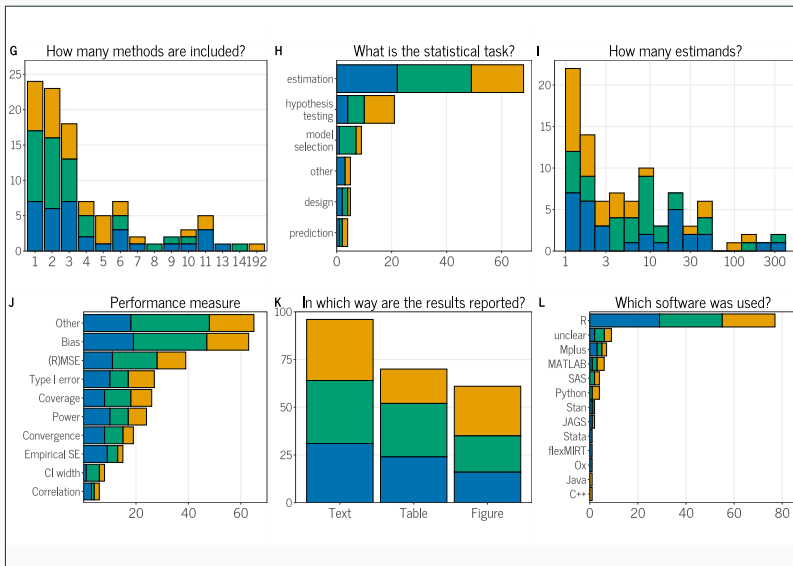 G How many methods are included?
25
20
15
10
5
0
1 2 3 4 5 6 7 8 9 10 11 13 14 192
H What is the statistical task?
estimation
hypothesis
testing
model
selection
other
design
prediction
0 20 40 60
I How many estimands?
20
15
10
5
0
1 3 10 30 100 300
J Performance measure
Other
Bias
(R)MSE
Type I error
Coverage
Power
Convergence
Empirical SE
CI width
Correlation
20 40 60
K In which way are the results reported?
100
75
50
25
0
Text Table Figure
L Which software was used?
R
unclear
Mplus
MATLAB
SAS
Python
Stan
JAGS
Stata
flexMIRT
Ox
Java
C++
0 20 40 60 80